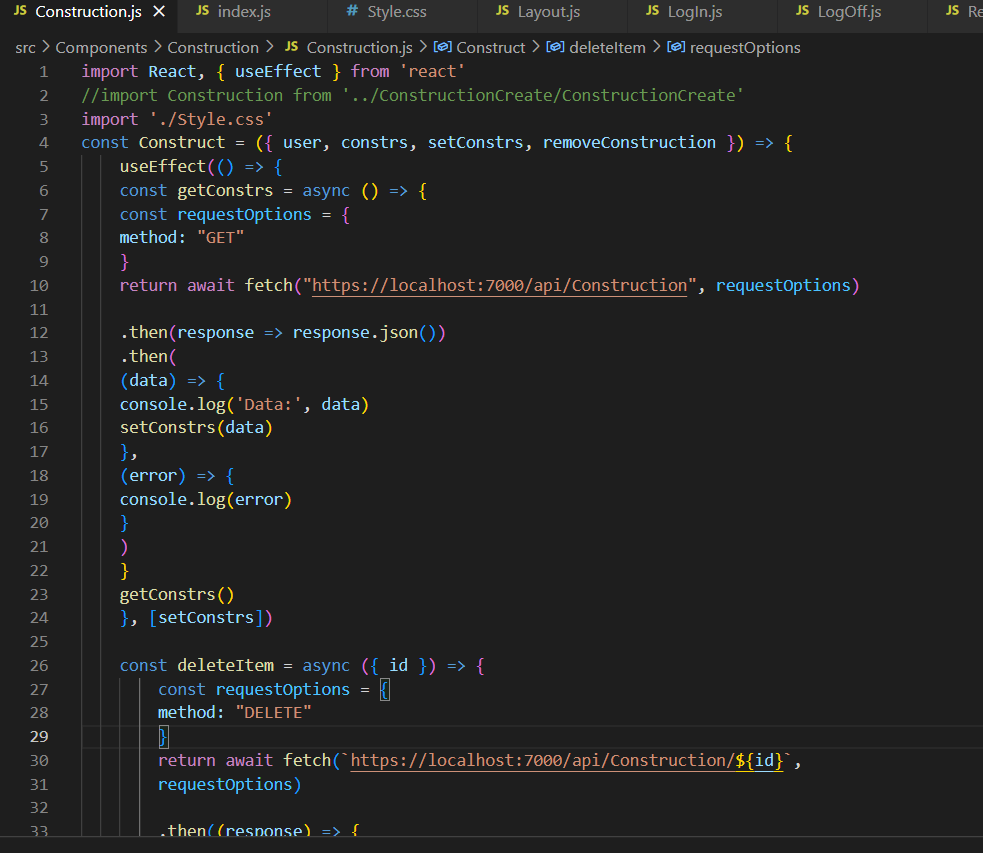 JS Construction.js × JS index.js # Style.css JS Layout.js JS LogIn.js JS LogOff.js JS Re
src > Components > Construction > JS Construction.js > Construct > deleteItem > requestOptions
1 import React, { useEffect } from 'react'
2 //import Construction from '../ConstructionCreate/ConstructionCreate'
3 import './Style.css'
4 const Construct = ({ user, constrs, setConstrs, removeConstruction }) => {
5 useEffect(() => {
6 const getConstrs = async () => {
7 const requestOptions = {
8 method: "GET"
9 }
10 return await fetch("https://localhost:7000/api/Construction", requestOptions)
11
12 .then(response => response.json())
13 .then(
14 (data) => {
15 console.log('Data:', data)
16 setConstrs(data)
17 },
18 (error) => {
19 console.log(error)
20 }
21 )
22 }
23 getConstrs()
24 }, [setConstrs])
25
26 const deleteItem = async ({ id }) => {
27 const requestOptions = {
28 method: "DELETE"
29 }
30 return await fetch(`https://localhost:7000/api/Construction/${id}`,
31 requestOptions)
32
33 .then((response) => {